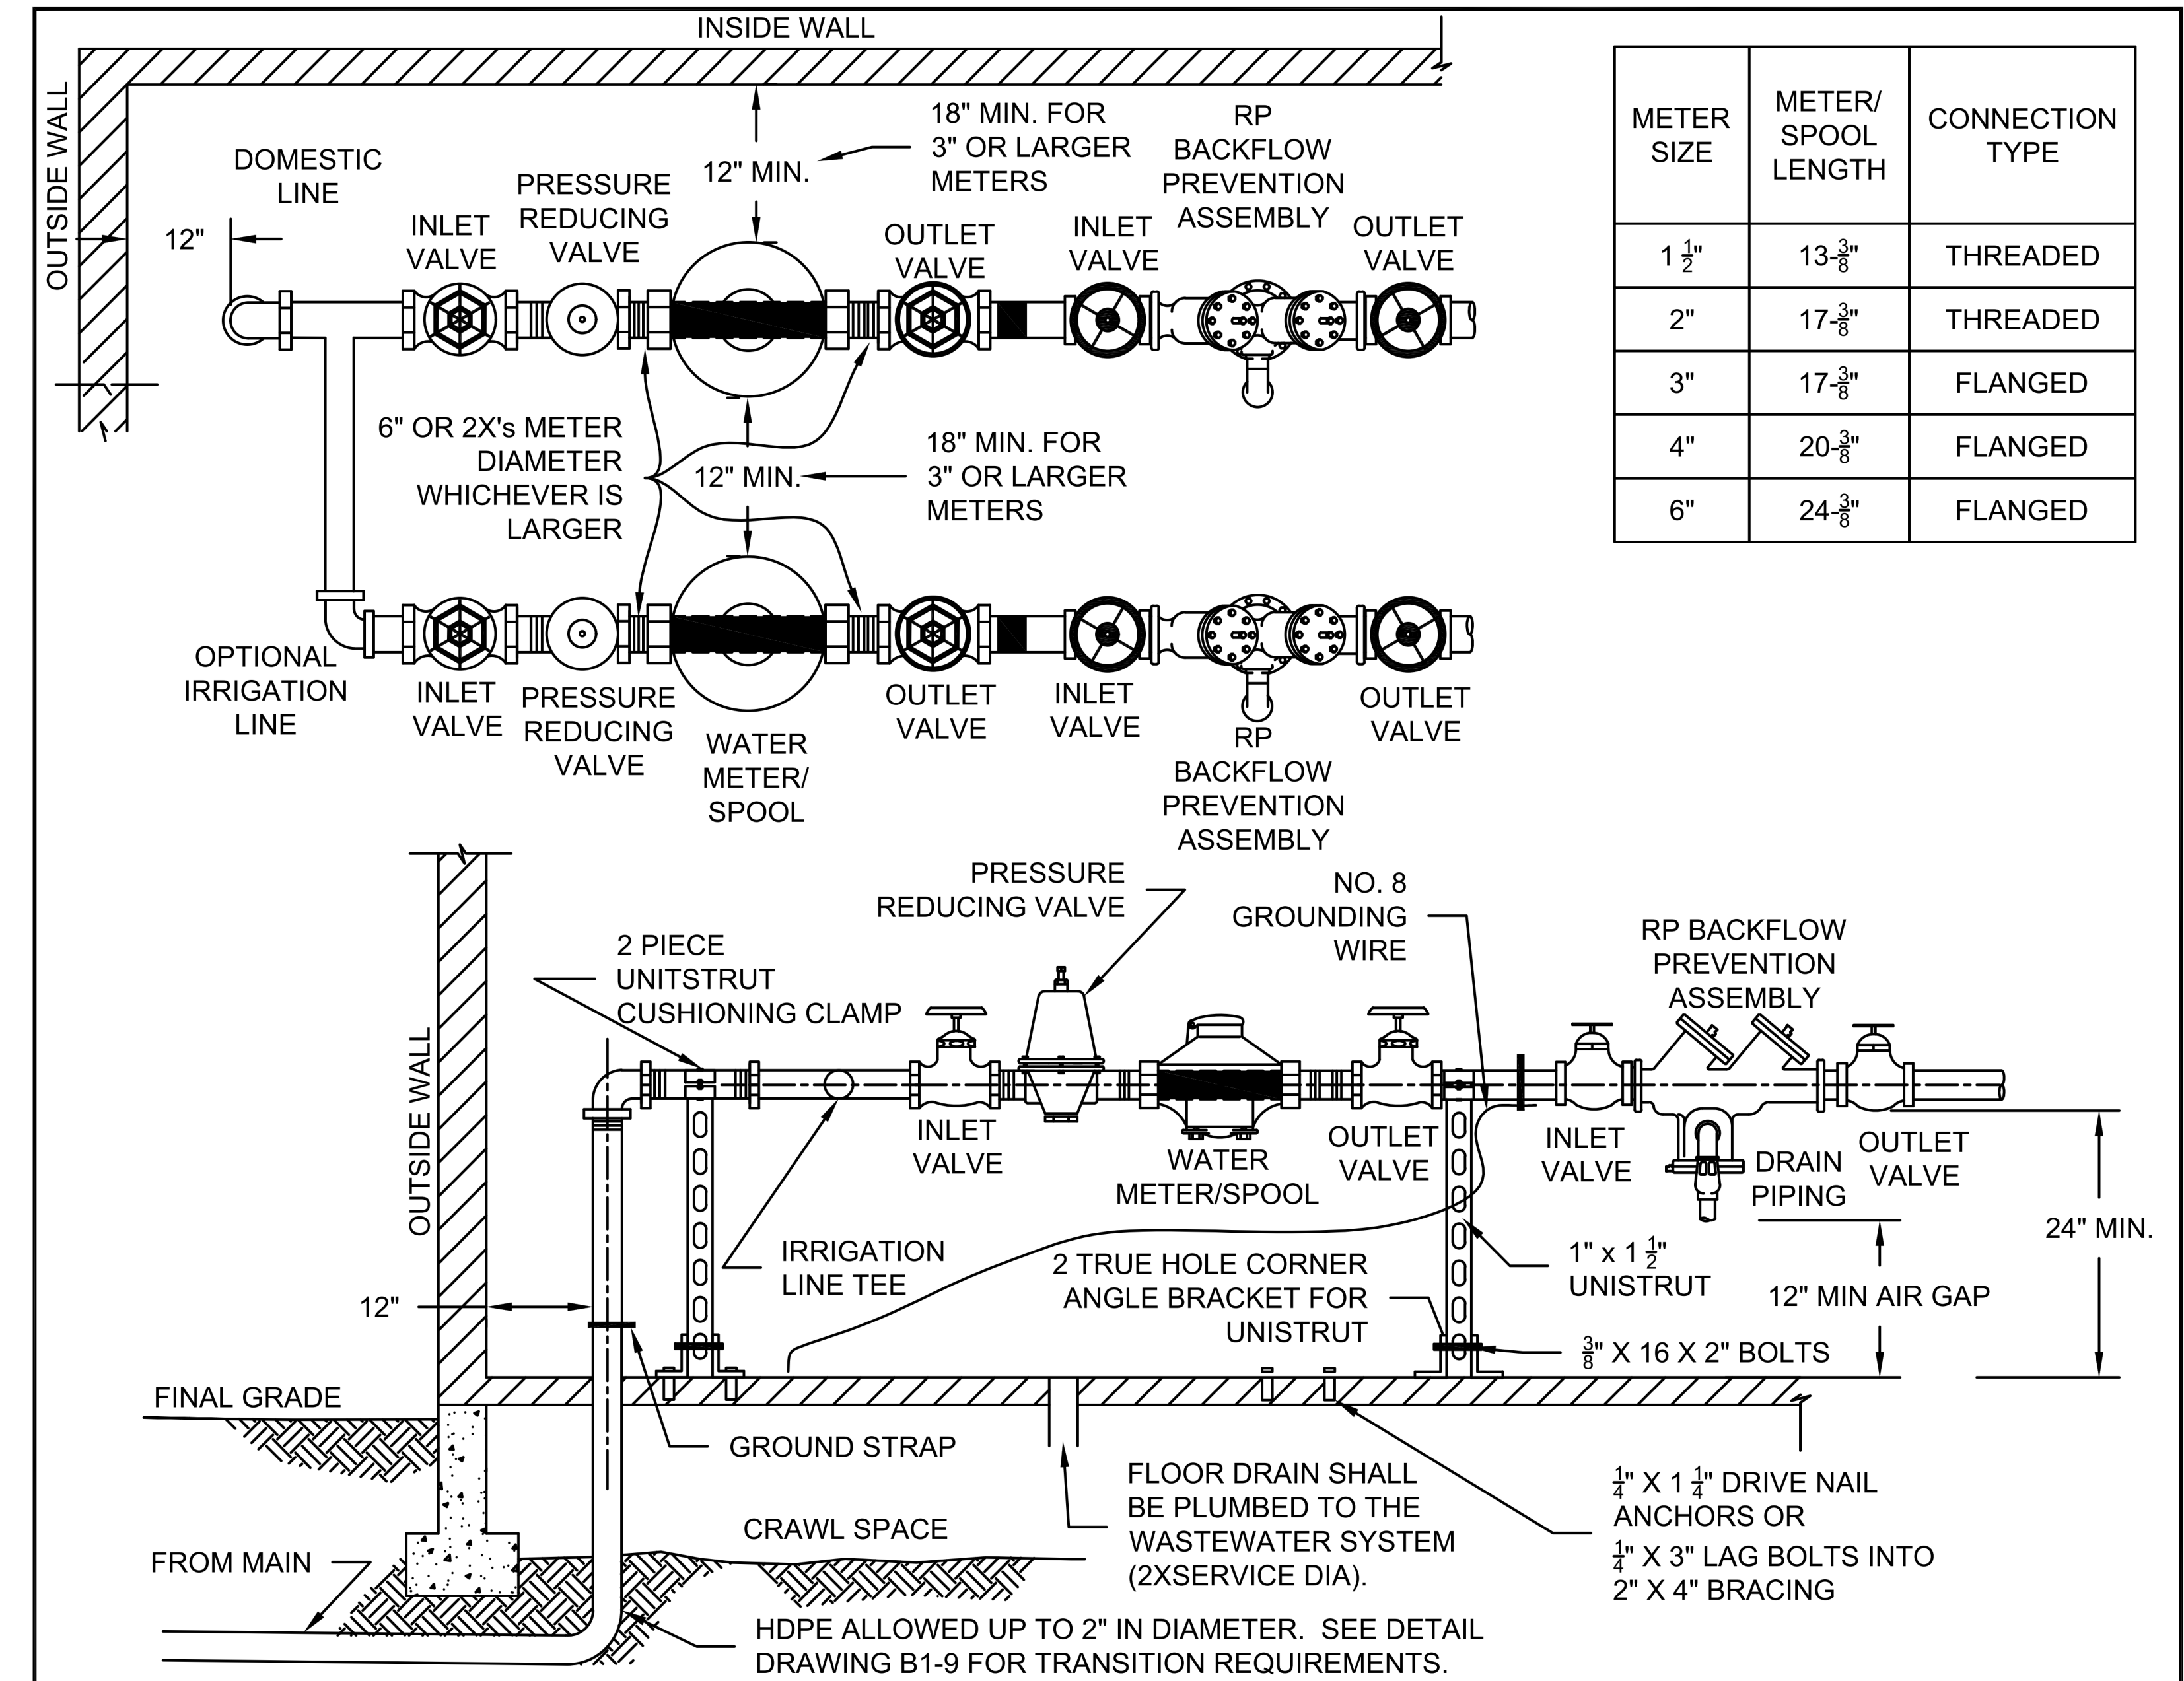 INSIDE WALL
OUTSIDE WALL
DOMESTIC
LINE
12"
INLET
VALVE
PRESSURE
REDUCING
VALVE
12" MIN.
18" MIN. FOR
3" OR LARGER
METERS
OUTLET
VALVE
INLET
VALVE
RP
BACKFLOW
PREVENTION
ASSEMBLY
OUTLET
VALVE
METER
SIZE
METER/
SPOOL
LENGTH
CONNECTION
TYPE
1 1/2"
13-3/8"
THREADED
2"
17-3/8"
THREADED
3"
17-3/8"
FLANGED
4"
20-3/8"
FLANGED
6"
24-3/8"
FLANGED
6" OR 2X's METER
DIAMETER
WHICHEVER IS
LARGER
12" MIN.
18" MIN. FOR
3" OR LARGER
METERS
OPTIONAL
IRRIGATION
LINE
INLET
VALVE
PRESSURE
REDUCING
VALVE
WATER
METER/
SPOOL
OUTLET
VALVE
INLET
VALVE
RP
BACKFLOW
PREVENTION
ASSEMBLY
OUTLET
VALVE
PRESSURE
REDUCING VALVE
NO. 8
GROUNDING
WIRE
RP BACKFLOW
PREVENTION
ASSEMBLY
2 PIECE
UNITSTRUT
CUSHIONING CLAMP
OUTSIDE WALL
INLET
VALVE
WATER
METER/SPOOL
OUTLET
VALVE
INLET
VALVE
DRAIN
PIPING
OUTLET
VALVE
24" MIN.
IRRIGATION
LINE TEE
2 TRUE HOLE CORNER
ANGLE BRACKET FOR
UNISTRUT
1" x 1 1/2"
UNISTRUT
12" MIN AIR GAP
12"
3/8" X 16 X 2" BOLTS
FINAL GRADE
GROUND STRAP
FLOOR DRAIN SHALL
BE PLUMBED TO THE
WASTEWATER SYSTEM
(2XSERVICE DIA).
1/4" X 1 1/4" DRIVE NAIL
ANCHORS OR
1/4" X 3" LAG BOLTS INTO
2" X 4" BRACING
CRAWL SPACE
FROM MAIN
HDPE ALLOWED UP TO 2" IN DIAMETER. SEE DETAIL
DRAWING B1-9 FOR TRANSITION REQUIREMENTS.